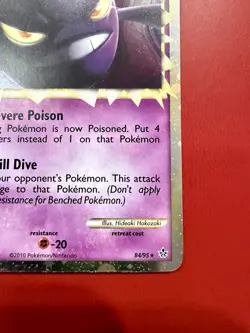 vere Poison
g Pokémon is now Poisoned. Put 4
ers instead of 1 on that Pokémon
ill Dive
our opponent's Pokémon. This attack
age to that Pokémon. (Don't apply
esistance for Benched Pokémon.)
Illus. Hideaki Hakozaki
resistance
retreat cost
-20
©2010 Pokémon/Nintendo
84/95